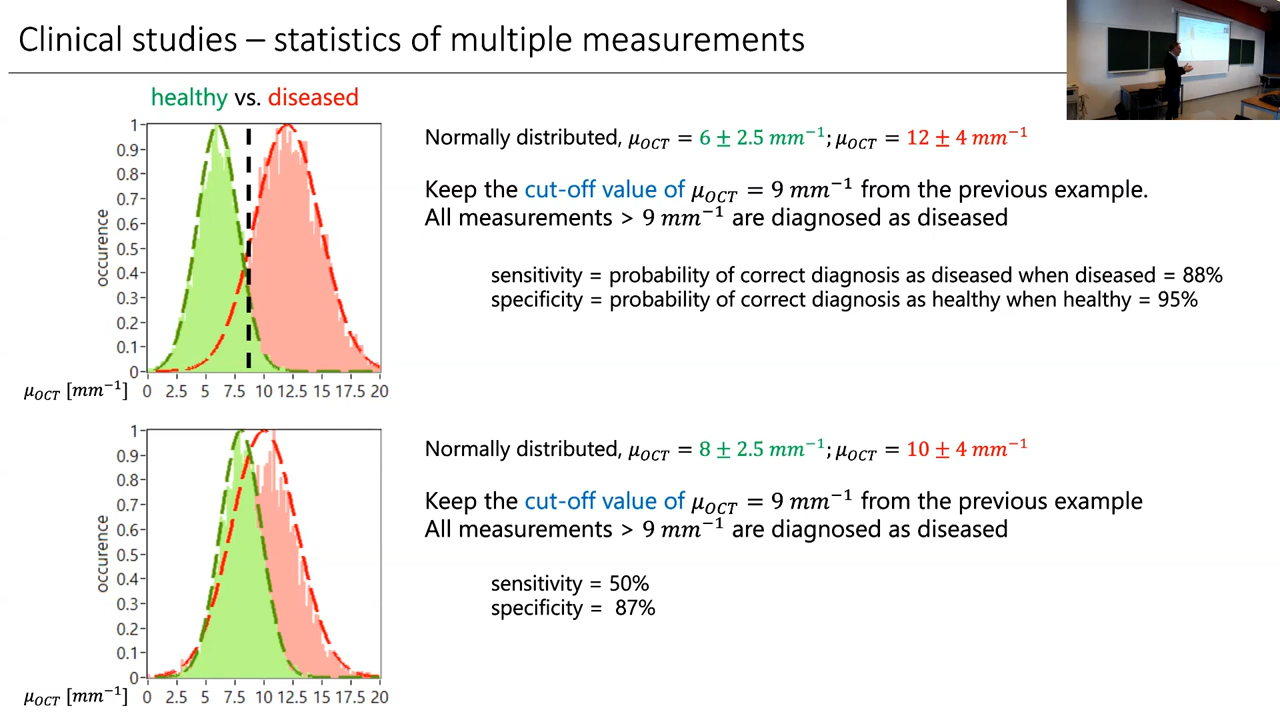 Clinical studies – statistics of multiple measurements
healthy vs. diseased
occurence
1
0.9
0.8
0.7
0.6
0.5
0.4
0.3
0.2
0.1
0
μ_OCT [mm⁻¹] 0 2.5 5 7.5 10 12.5 15 17.5 20
Normally distributed, μ_OCT = 6 ± 2.5 mm⁻¹; μ_OCT = 12 ± 4 mm⁻¹
Keep the cut-off value of μ_OCT = 9 mm⁻¹ from the previous example.
All measurements > 9 mm⁻¹ are diagnosed as diseased
sensitivity = probability of correct diagnosis as diseased when diseased = 88%
specificity = probability of correct diagnosis as healthy when healthy = 95%
occurence
1
0.9
0.8
0.7
0.6
0.5
0.4
0.3
0.2
0.1
0
μ_OCT [mm⁻¹] 0 2.5 5 7.5 10 12.5 15 17.5 20
Normally distributed, μ_OCT = 8 ± 2.5 mm⁻¹; μ_OCT = 10 ± 4 mm⁻¹
Keep the cut-off value of μ_OCT = 9 mm⁻¹ from the previous example
All measurements > 9 mm⁻¹ are diagnosed as diseased
sensitivity = 50%
specificity = 87%